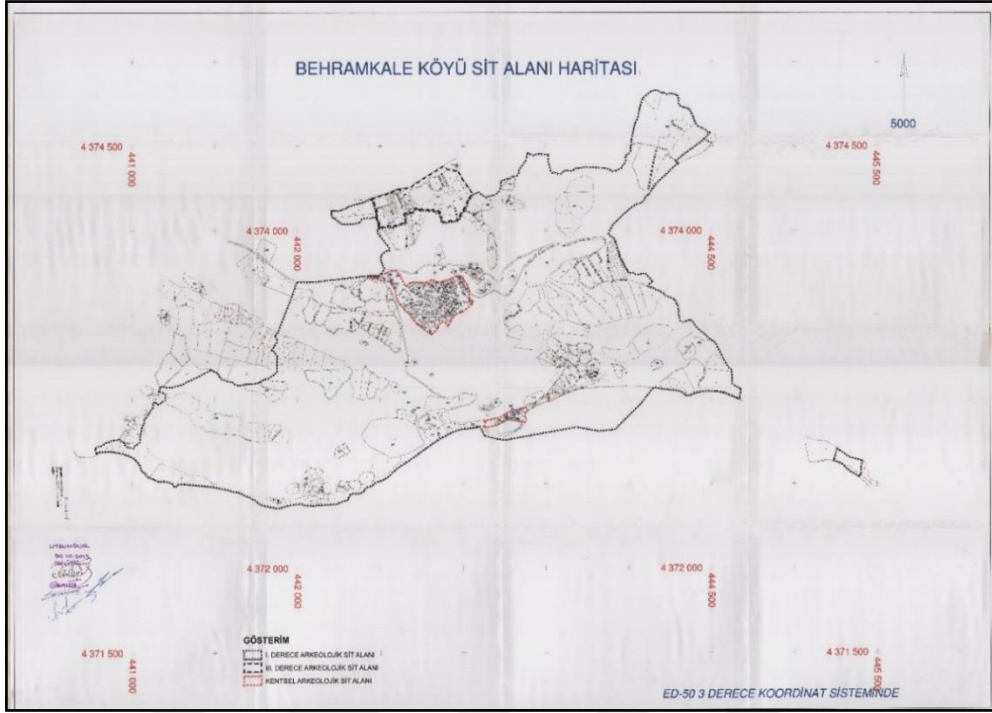 BEHRAMKALE KÖYÜ SİT ALANI HARİTASI
5000
4 374 500
441 000
4 374 500
445 500
4 374 000
442 000
4 374 000
444 500
4 372 000
442 000
4 372 000
444 500
4 371 500
441 000
4 371 500
445 500
GÖSTERİM
I. DERECE ARKEOLOJİK SİT ALANI
III. DERECE ARKEOLOJİK SİT ALANI
KENTSEL ARKEOLOJİK SİT ALANI
ED-50 3 DERECE KOORDİNAT SİSTEMİNDE